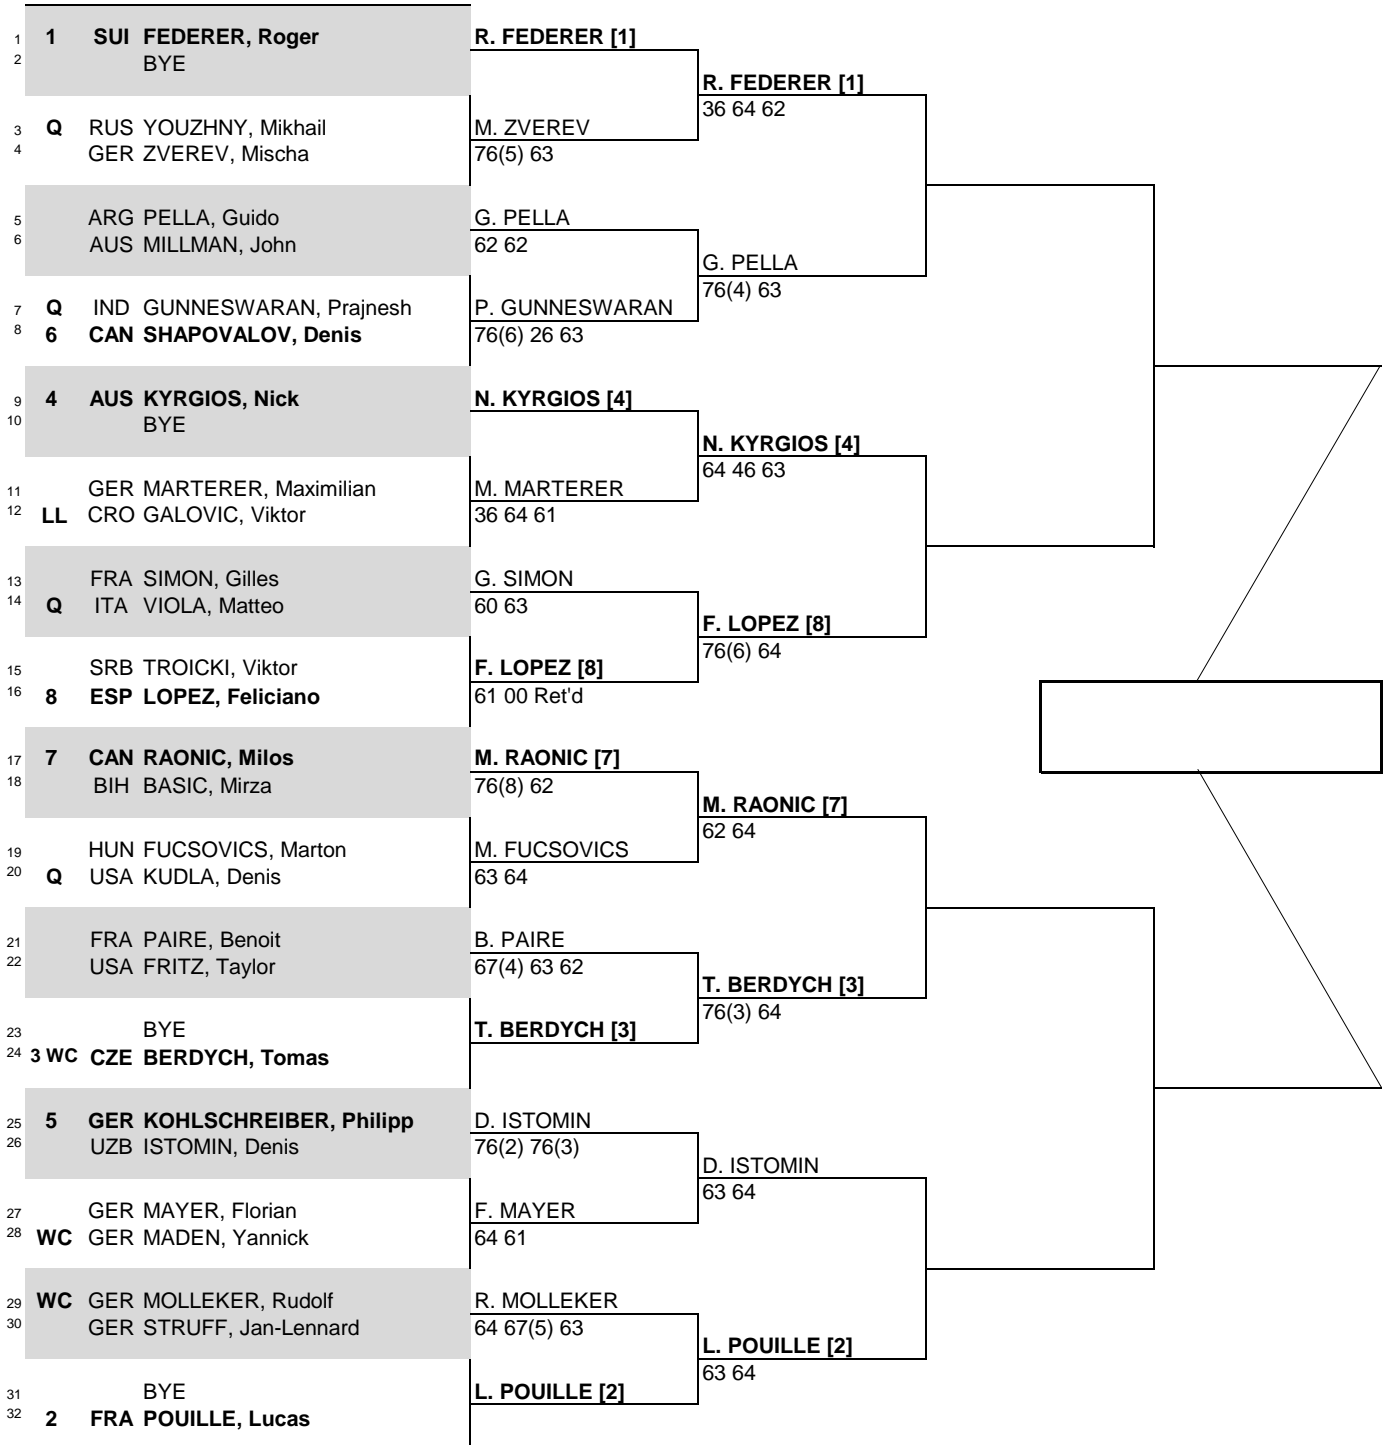 1 1 SUI FEDERER, Roger
2 BYE
3 Q RUS YOUZHNY, Mikhail
4 GER ZVEREV, Mischa
5 ARG PELLA, Guido
6 AUS MILLMAN, John
7 Q IND GUNNESWARAN, Prajnesh
8 6 CAN SHAPOVALOV, Denis
9 4 AUS KYRGIOS, Nick
10 BYE
11 GER MARTERER, Maximilian
12 LL CRO GALOVIC, Viktor
13 FRA SIMON, Gilles
14 Q ITA VIOLA, Matteo
15 SRB TROICKI, Viktor
16 8 ESP LOPEZ, Feliciano
17 7 CAN RAONIC, Milos
18 BIH BASIC, Mirza
19 HUN FUCSOVICS, Marton
20 Q USA KUDLA, Denis
21 FRA PAIRE, Benoit
22 USA FRITZ, Taylor
23 BYE
24 3 WC CZE BERDYCH, Tomas
25 5 GER KOHLSCHREIBER, Philipp
26 UZB ISTOMIN, Denis
27 GER MAYER, Florian
28 WC GER MADEN, Yannick
29 WC GER MOLLEKER, Rudolf
30 GER STRUFF, Jan-Lennard
31 BYE
32 2 FRA POUILLE, Lucas
R. FEDERER [1]
M. ZVEREV
76(5) 63
G. PELLA
62 62
P. GUNNESWARAN
76(6) 26 63
N. KYRGIOS [4]
M. MARTERER
36 64 61
G. SIMON
60 63
F. LOPEZ [8]
61 00 Ret'd
M. RAONIC [7]
76(8) 62
M. FUCSOVICS
63 64
B. PAIRE
67(4) 63 62
T. BERDYCH [3]
D. ISTOMIN
76(2) 76(3)
F. MAYER
64 61
R. MOLLEKER
64 67(5) 63
L. POUILLE [2]
R. FEDERER [1]
36 64 62
G. PELLA
76(4) 63
N. KYRGIOS [4]
64 46 63
F. LOPEZ [8]
76(6) 64
M. RAONIC [7]
62 64
T. BERDYCH [3]
76(3) 64
D. ISTOMIN
63 64
L. POUILLE [2]
63 64